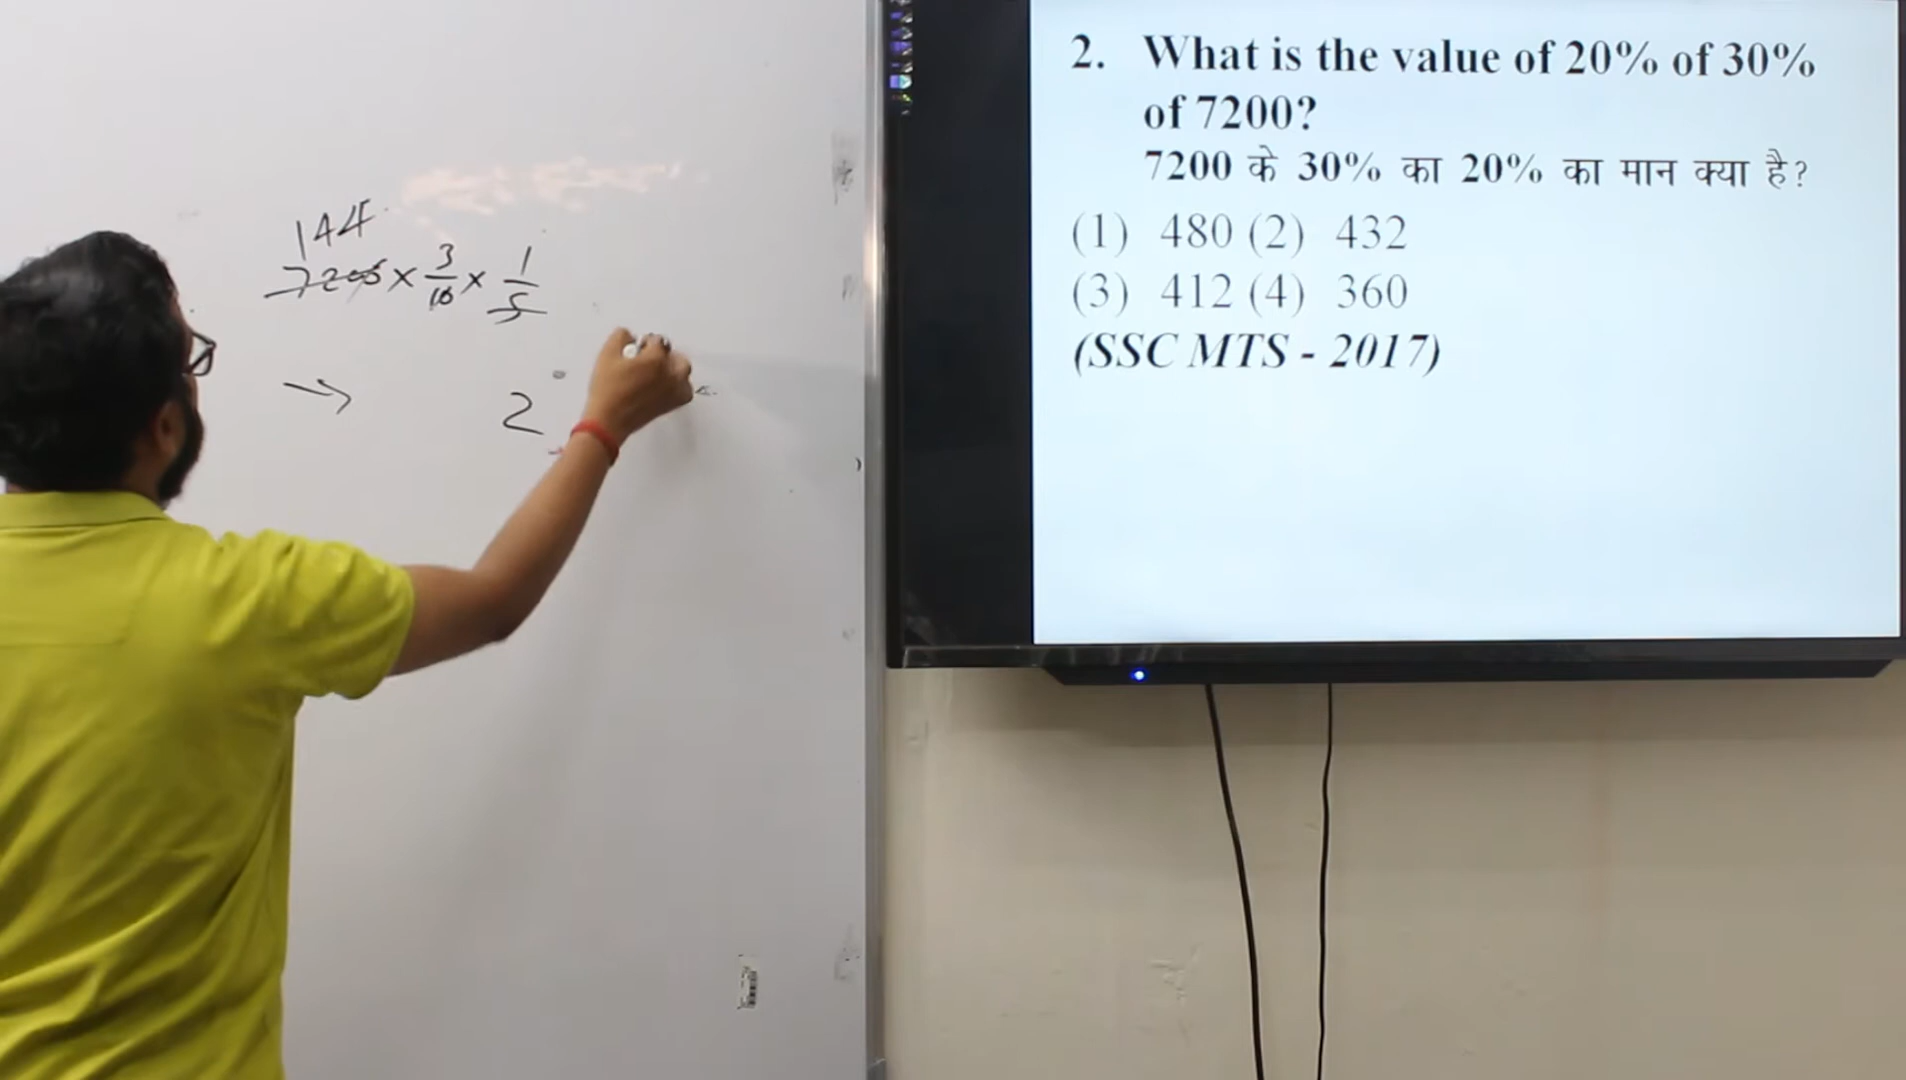 144
7200 × 3/10 × 1/5
→ 2
2. What is the value of 20% of 30%
of 7200?
7200 के 30% का 20% का मान क्या है?
(1) 480 (2) 432
(3) 412 (4) 360
(SSC MTS - 2017)